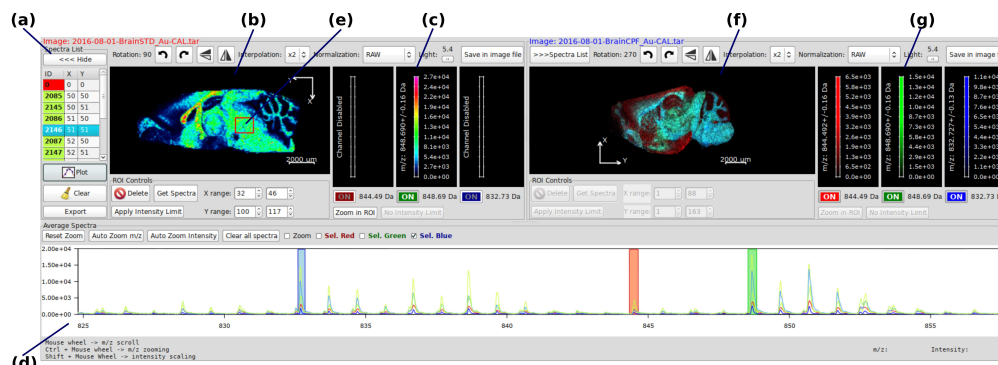 (a) (b) (e) (c) (f) (g)
Image: 2016-08-01-BrainSTD_Au-CAL.tar
Spectra List
<<< Hide
Rotation: 90 Interpolation: x2 Normalization: RAW Light: 5.4 Save in image file
ID X Y
0 0 0
2085 50 50
2145 50 51
2086 51 50
2146 51 51
2087 52 50
2147 52 51
Plot
Clear
Export
Y
X
2000 um
Channel Disabled
m/z: 848.690+/-0.16 Da
2.7e+04
2.4e+04
2.1e+04
1.9e+04
1.6e+04
1.3e+04
1.1e+04
8.0e+03
5.3e+03
2.7e+03
0.0e+00
Channel Disabled
ROI Controls
Delete Get Spectra X range: 32 46
Apply Intensity Limit Y range: 100 117
ON 844.49 Da ON 848.69 Da ON 832.73 Da
Zoom in ROI No Intensity Limit
Image: 2016-08-01-BrainCPF_Au-CAL.tar
>>>Spectra List Rotation: 270 Interpolation: x2 Normalization: RAW Light: 5.4 Save in image
X
Y
2000 um
m/z: 844.492+/-0.16 Da
6.5e+03
5.8e+03
5.2e+03
4.5e+03
3.9e+03
3.2e+03
2.6e+03
1.9e+03
1.3e+03
6.5e+02
0.0e+00
m/z: 848.690+/-0.16 Da
1.5e+04
1.4e+04
1.2e+04
1.1e+04
9.1e+03
7.6e+03
6.1e+03
4.5e+03
3.0e+03
1.5e+03
0.0e+00
m/z: 832.727+/-0.13 Da
1.1e+04
9.9e+03
8.8e+03
7.7e+03
6.6e+03
5.5e+03
4.4e+03
3.3e+03
2.2e+03
1.1e+03
0.0e+00
ROI Controls
Delete Get Spectra X range: 1 88
Apply Intensity Limit Y range: 1 163
ON 844.49 Da ON 848.69 Da ON 832.73 D
Zoom in ROI No Intensity Limit
Average Spectra
Reset Zoom Auto Zoom m/z Auto Zoom Intensity Clear all spectra Zoom Sel. Red Sel. Green Sel. Blue
2.00e+04
1.50e+04
1.00e+04
5.00e+03
0.00e+00
825 830 835 840 845 850 855
(d)
Mouse wheel -> m/z scroll
Ctrl + Mouse wheel -> m/z zooming
Shift + Mouse Wheel -> intensity scaling
m/z: Intensity: